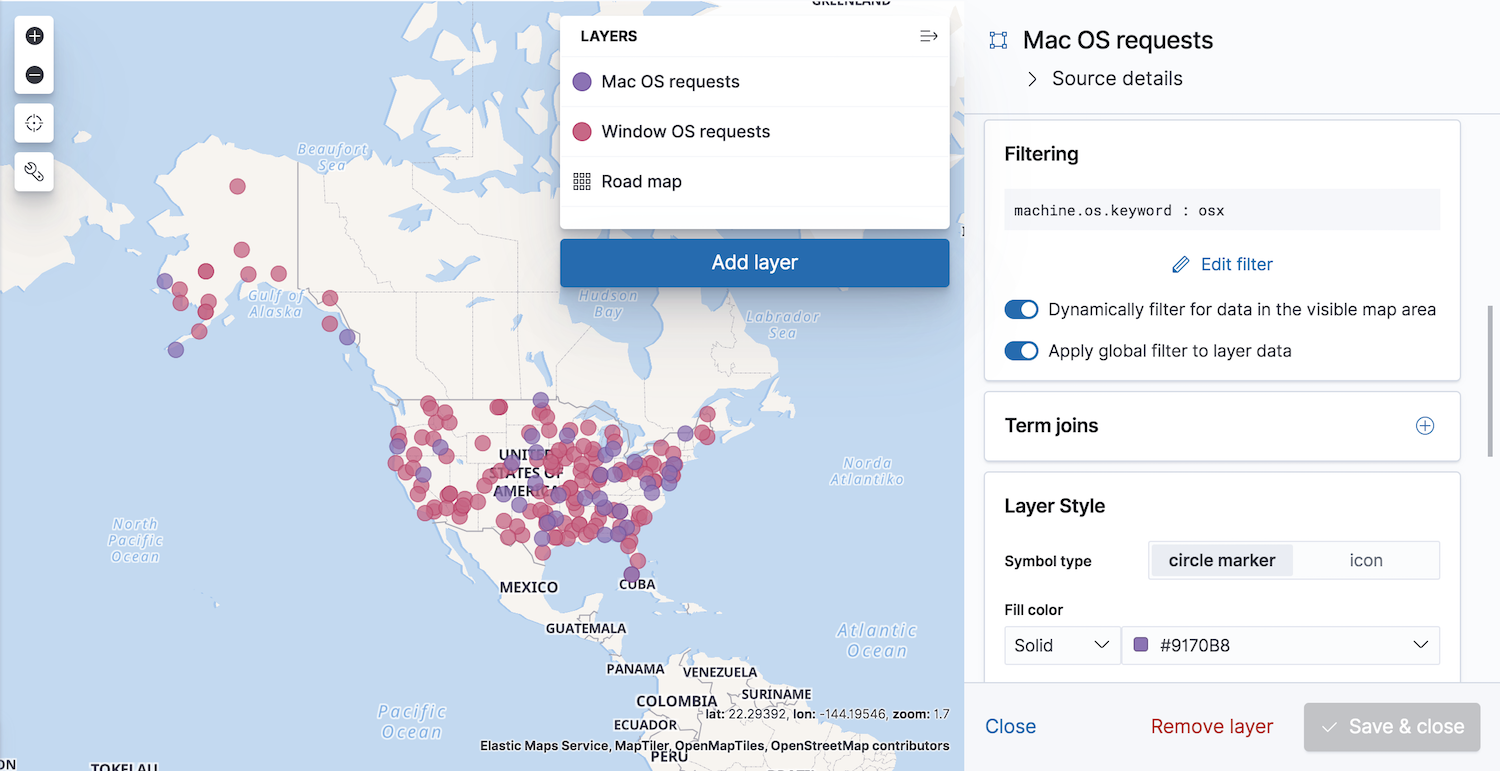 GREENLAND
LAYERS
Mac OS requests
Window OS requests
Road map
Add layer
Beaufort
Sea
Gulf of
Alaska
Hudson
Bay
Labrador
Sea
UNITED
STATES OF
AMERICA
Norda
Atlantiko
North
Pacific
Ocean
MEXICO
CUBA
GUATEMALA
Atlantic
Ocean
PANAMA
VENEZUELA
COLOMBIA
SURINAME
Pacific
Ocean
lat: 22.29392, lon: -144.19546, zoom: 1.7
ECUADOR
Elastic Maps Service, MapTiler, OpenMapTiles, OpenStreetMap contributors
PERU
TOKELAU
Mac OS requests
Source details
Filtering
machine.os.keyword : osx
Edit filter
Dynamically filter for data in the visible map area
Apply global filter to layer data
Term joins
Layer Style
Symbol type
circle marker
icon
Fill color
Solid
#9170B8
Close
Remove layer
Save & close